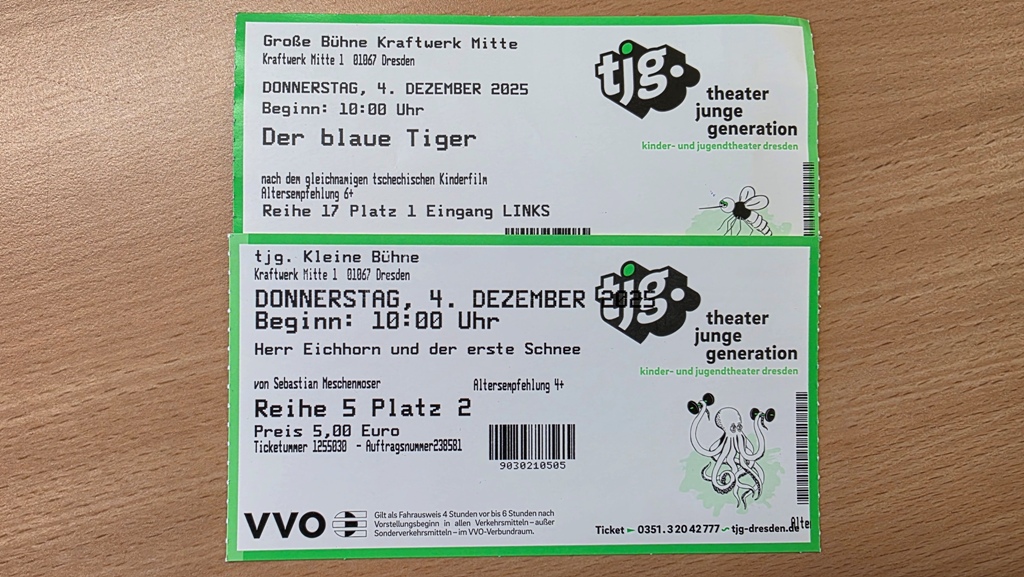 Große Bühne Kraftwerk Mitte
Kraftwerk Mitte 1 01067 Dresden
DONNERSTAG, 4. DEZEMBER 2025
Beginn: 10:00 Uhr
Der blaue Tiger
nach dem gleichnamigen tschechischen Kinderfilm
Altersempfehlung 6+
Reihe 17 Platz 1 Eingang LINKS
tjg.
theater
junge
generation
kinder- und jugendtheater dresden
tjg. Kleine Bühne
Kraftwerk Mitte 1 01067 Dresden
DONNERSTAG, 4. DEZEMBER 2025
Beginn: 10:00 Uhr
Herr Eichhorn und der erste Schnee
von Sebastian Meschenmoser Altersempfehlung 4+
Reihe 5 Platz 2
Preis 5,00 Euro
Ticketummer 1255030 - Auftragsnummer238581
9030210505
tjg.
theater
junge
generation
kinder- und jugendtheater dresden
VVO
Gilt als Fahrausweis 4 Stunden vor bis 6 Stunden nach
Vorstellungsbeginn in allen Verkehrsmitteln – außer
Sonderverkehrsmitteln – im VVO-Verbundraum.
Ticket 0351.32042777 tjg-dresden.de
Alte